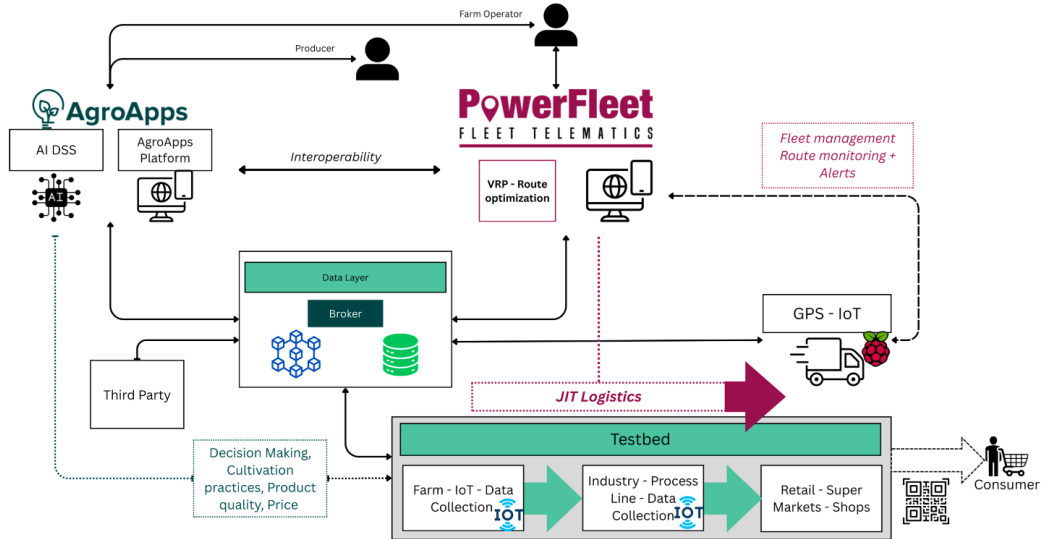 Farm Operator
Producer
AgroApps
PowerFleet
FLEET TELEMATICS
AI DSS
AgroApps
Platform
AI
Interoperability
VRP - Route
optimization
Fleet management
Route monitoring +
Alerts
Data Layer
Broker
GPS - IoT
Third Party
JIT Logistics
Testbed
Decision Making,
Cultivation
practices, Product
quality, Price
Farm - IoT - Data
Collection
IOT
Industry - Process
Line - Data
Collection
IOT
Retail - Super
Markets - Shops
Consumer